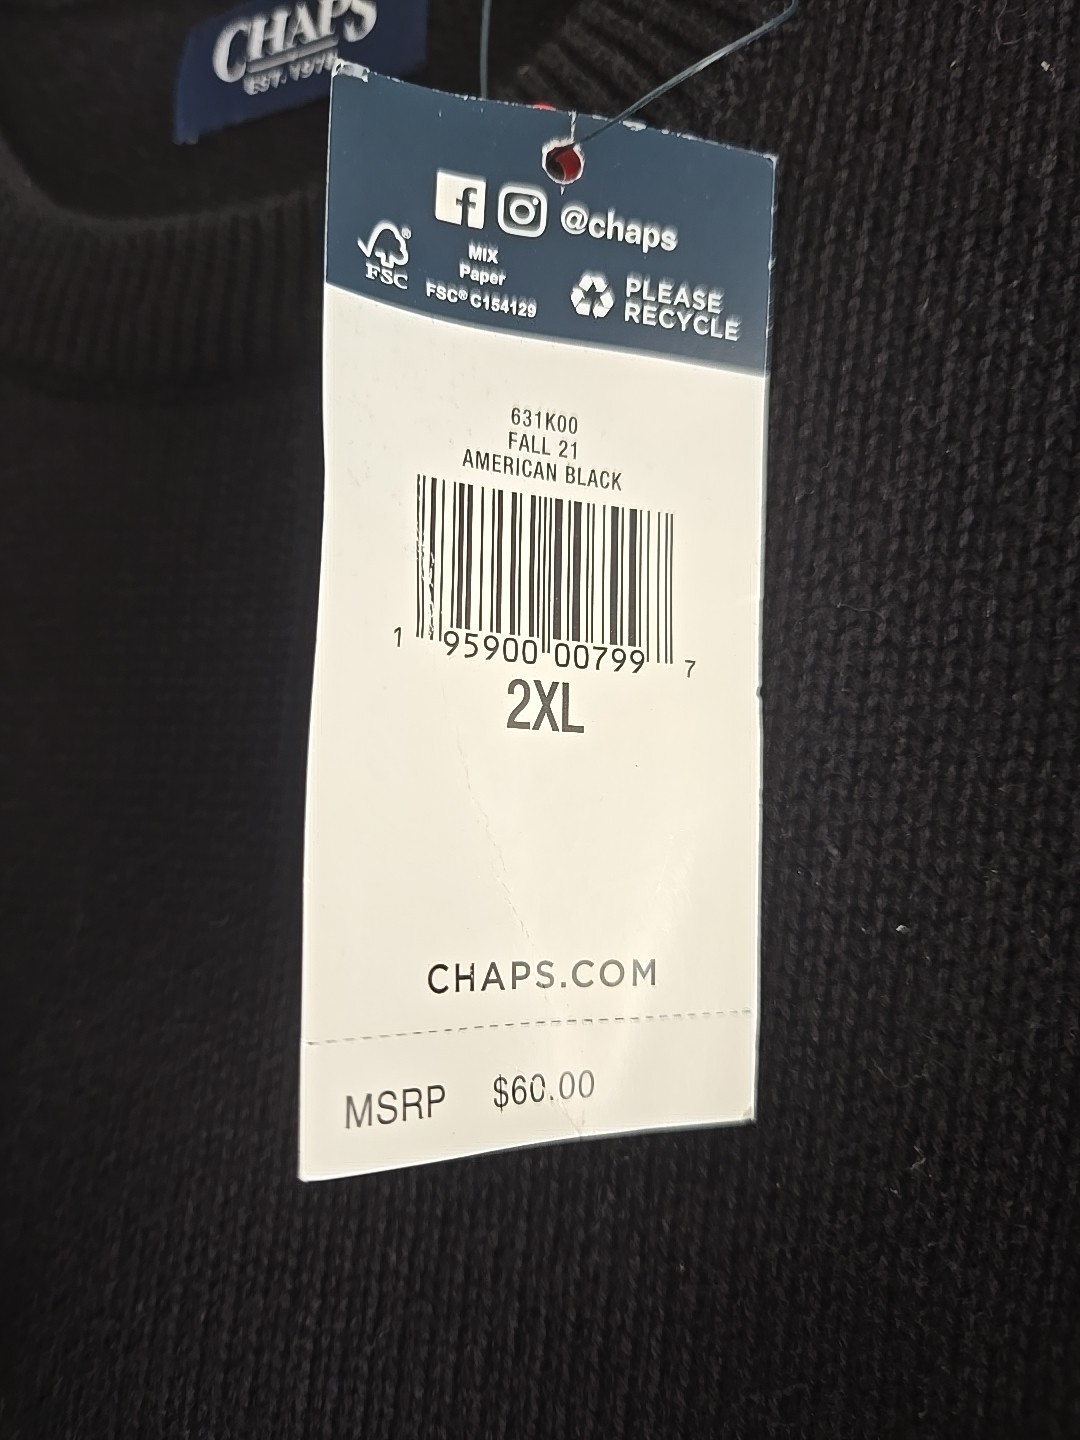 CHAPS
EST. 1978
@chaps
FSC®
MIX
Paper
FSC® C154129
PLEASE
RECYCLE
631K00
FALL 21
AMERICAN BLACK
1 95900 00799 7
2XL
CHAPS.COM
MSRP $60.00